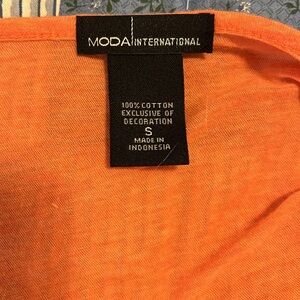 MODA INTERNATIONAL
100% COTTON
EXCLUSIVE OF
DECORATION
S
MADE IN
INDONESIA